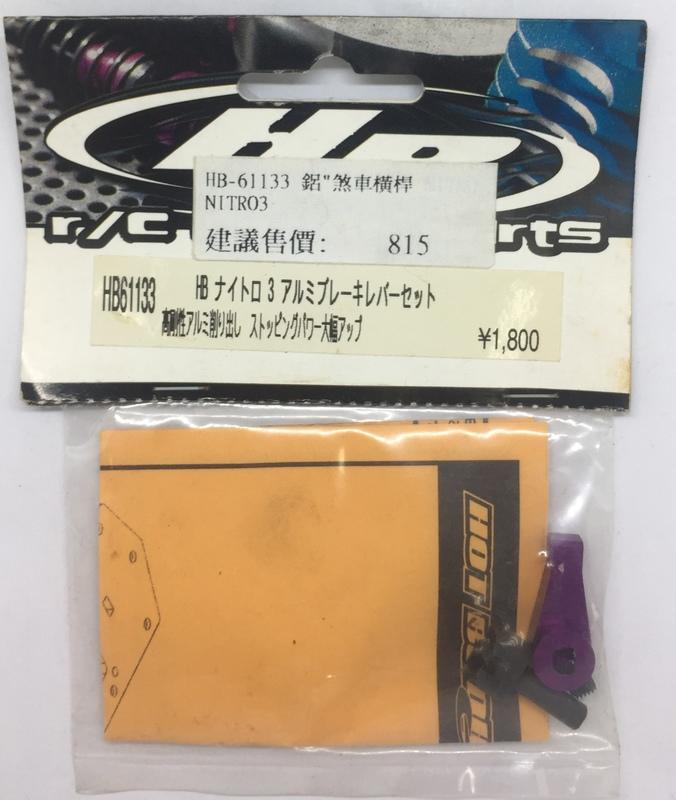 HB
r/c
rts
HB-61133 鋁"煞車橫桿
NITRO3
建議售價: 815
HB61133 HB ナイトロ 3 アルミブレーキレバーセット
高剛性アルミ削り出し ストッピングパワー大幅アップ
¥1,800
HOT